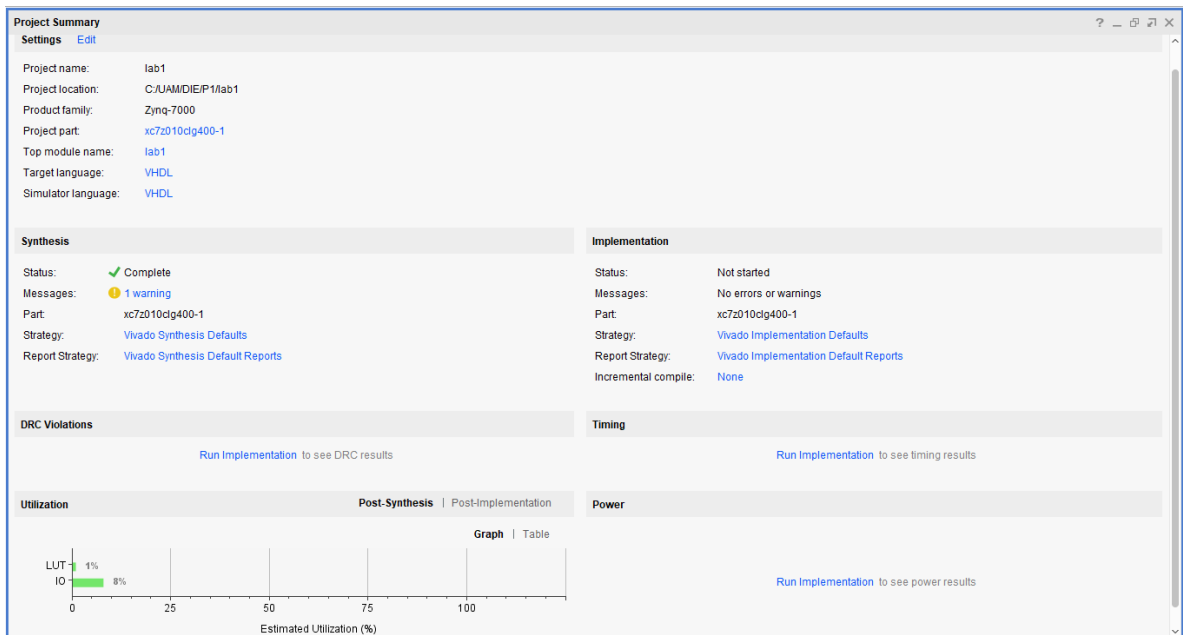 Project Summary
Settings Edit
Project name: lab1
Project location: C:/UAM/DIE/P1/lab1
Product family: Zynq-7000
Project part: xc7z010clg400-1
Top module name: lab1
Target language: VHDL
Simulator language: VHDL
Synthesis
Status: Complete
Messages: 1 warning
Part: xc7z010clg400-1
Strategy: Vivado Synthesis Defaults
Report Strategy: Vivado Synthesis Default Reports
Implementation
Status: Not started
Messages: No errors or warnings
Part: xc7z010clg400-1
Strategy: Vivado Implementation Defaults
Report Strategy: Vivado Implementation Default Reports
Incremental compile: None
DRC Violations
Run Implementation to see DRC results
Timing
Run Implementation to see timing results
Utilization Post-Synthesis | Post-Implementation
Graph | Table
LUT 1%
IO 8%
0 25 50 75 100
Estimated Utilization (%)
Power
Run Implementation to see power results